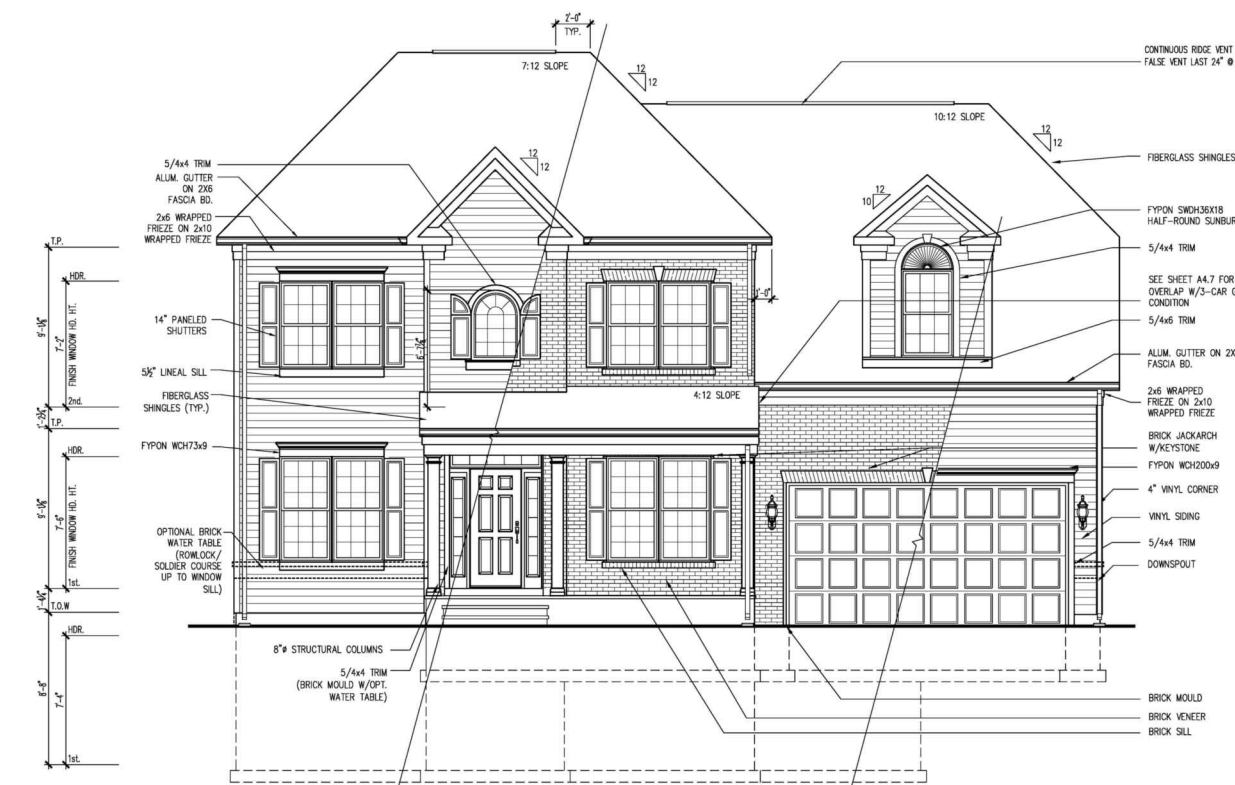 2'-0"
TYP.
7:12 SLOPE
12
12
CONTINUOUS RIDGE VENT
FALSE VENT LAST 24" @
10:12 SLOPE
12
12
FIBERGLASS SHINGLES
12
12
12
10
5/4x4 TRIM
ALUM. GUTTER
ON 2X6
FASCIA BD.
2x6 WRAPPED
FRIEZE ON 2x10
WRAPPED FRIEZE
14" PANELED
SHUTTERS
5½" LINEAL SILL
FIBERGLASS
SHINGLES (TYP.)
FYPON WCH73x9
OPTIONAL BRICK
WATER TABLE
(ROWLOCK/
SOLDIER COURSE
UP TO WINDOW
SILL)
8"ø STRUCTURAL COLUMNS
5/4x4 TRIM
(BRICK MOULD W/OPT.
WATER TABLE)
T.P.
HDR.
7'-2"
FINISH WINDOW HD. HT.
2nd.
T.P.
HDR.
7'-6"
FINISH WINDOW HD. HT.
1st.
T.O.W
HDR.
8'-8"
7'-4"
1st.
1'-0"
4:12 SLOPE
FYPON SWDH36X18
HALF-ROUND SUNBUR
5/4x4 TRIM
SEE SHEET A4.7 FOR
OVERLAP W/3-CAR G
CONDITION
5/4x6 TRIM
ALUM. GUTTER ON 2X
FASCIA BD.
2x6 WRAPPED
FRIEZE ON 2x10
WRAPPED FRIEZE
BRICK JACKARCH
W/KEYSTONE
FYPON WCH200x9
4" VINYL CORNER
VINYL SIDING
5/4x4 TRIM
DOWNSPOUT
BRICK MOULD
BRICK VENEER
BRICK SILL